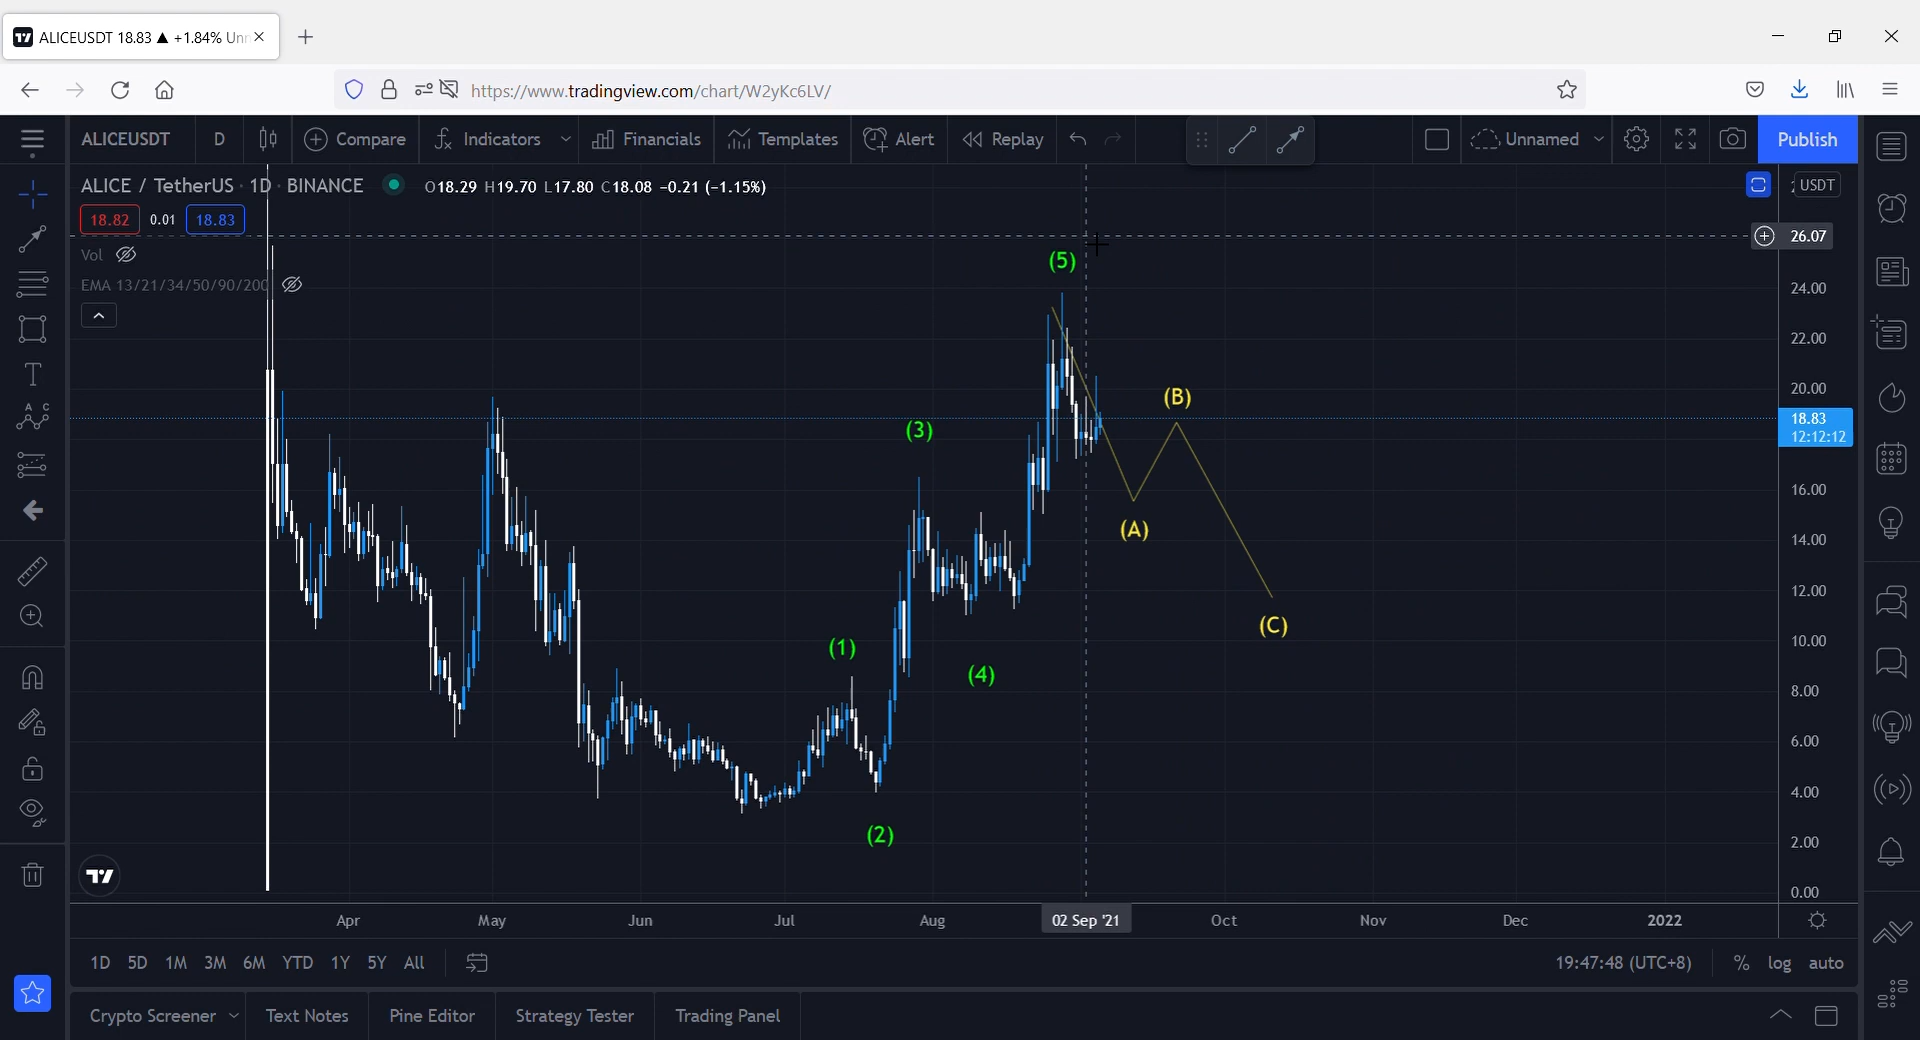 ALICEUSDT 18.83 ▲ +1.84% Unn
https://www.tradingview.com/chart/W2yKc6LV/
ALICEUSDT D Compare Indicators Financials Templates Alert Replay Unnamed Publish
ALICE / TetherUS · 1D · BINANCE O18.29 H19.70 L17.80 C18.08 -0.21 (-1.15%)
USDT
18.82 0.01 18.83
26.07
Vol
EMA 13/21/34/50/90/200
(5)
24.00
22.00
20.00
(B)
18.83
12:12:12
(3)
16.00
(A)
14.00
12.00
(C)
10.00
(1)
(4)
8.00
6.00
4.00
(2)
2.00
0.00
Apr May Jun Jul Aug 02 Sep '21 Oct Nov Dec 2022
1D 5D 1M 3M 6M YTD 1Y 5Y All 19:47:48 (UTC+8) % log auto
Crypto Screener Text Notes Pine Editor Strategy Tester Trading Panel